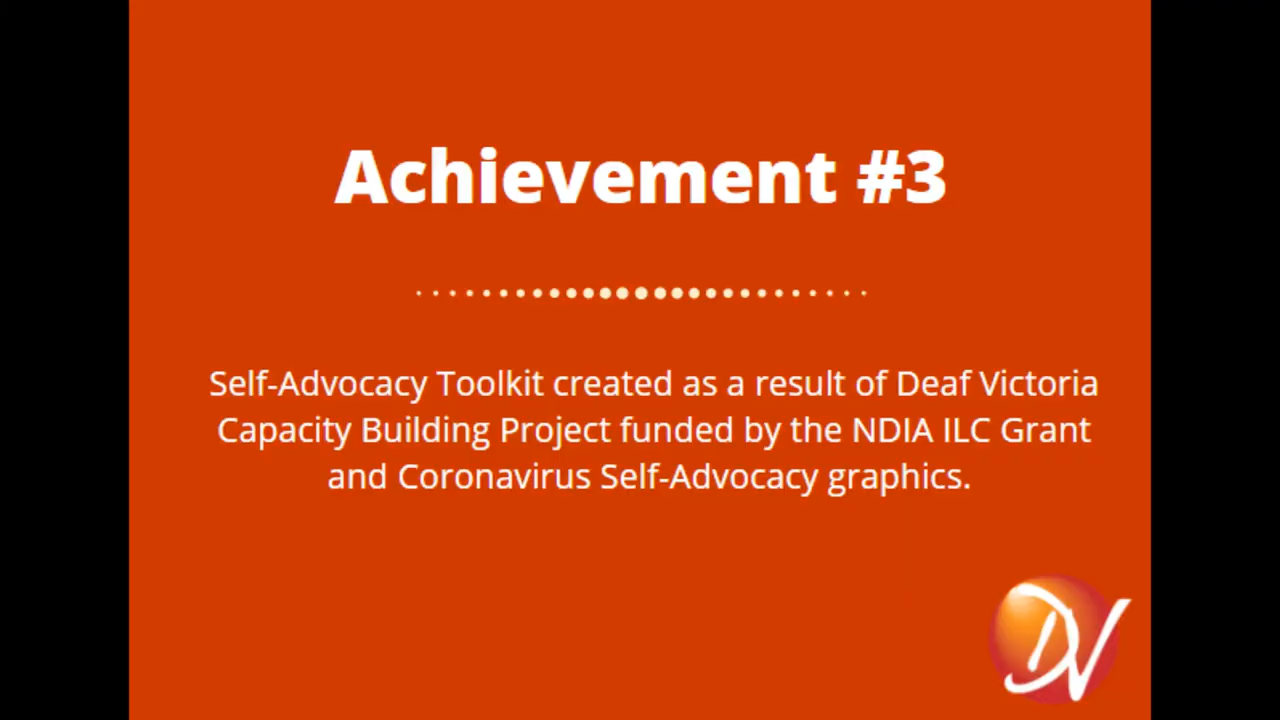 Achievement #3
Self-Advocacy Toolkit created as a result of Deaf Victoria
Capacity Building Project funded by the NDIA ILC Grant
and Coronavirus Self-Advocacy graphics.
DV